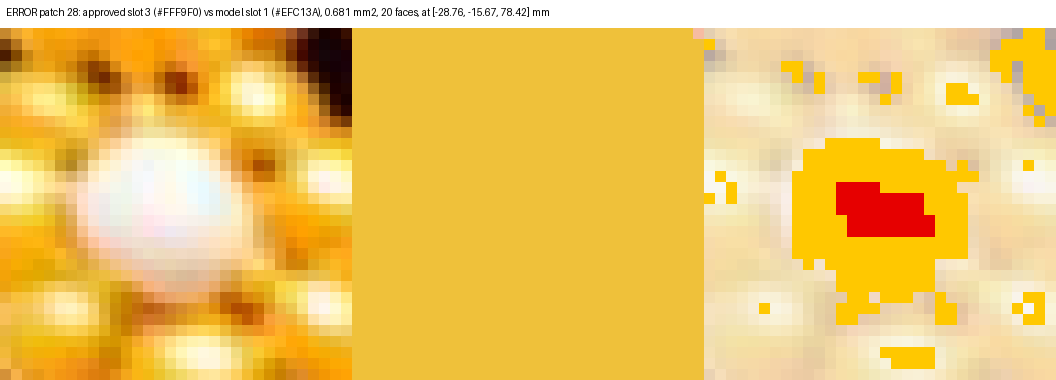 ERROR patch 28: approved slot 3 (#FFF9F0) vs model slot 1 (#EFC13A), 0.681 mm2, 20 faces, at [-28.76, -15.67, 78.42] mm